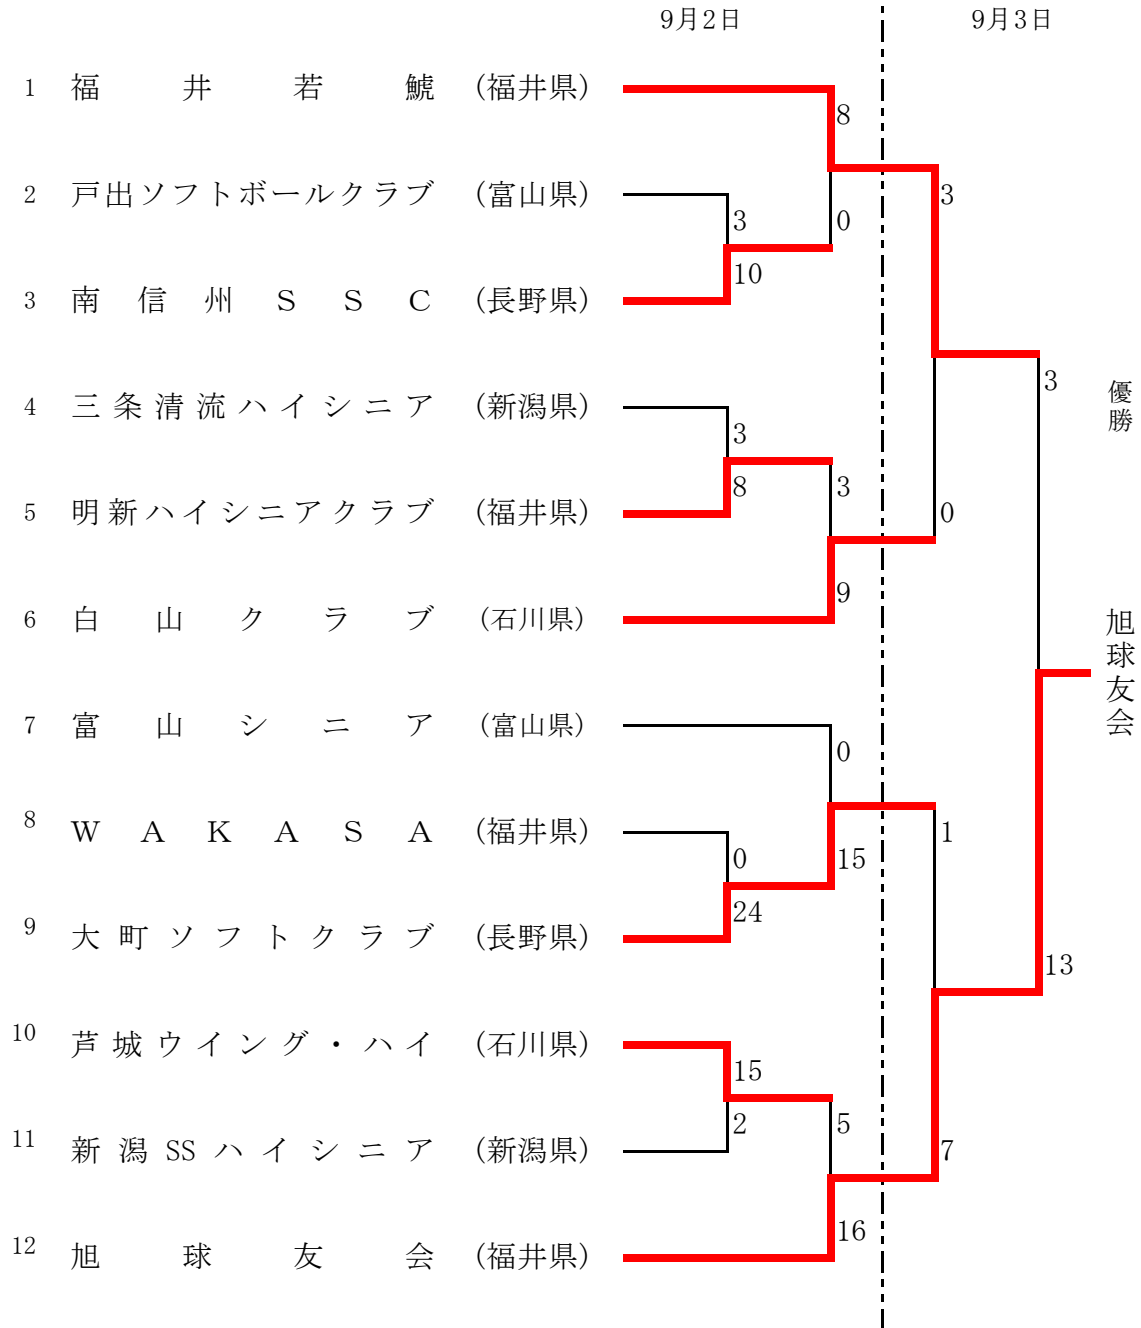 9月2日
9月3日
1 福井若鯱 (福井県)
8
2 戸出ソフトボールクラブ (富山県)
3
3
0
10
3 南信州ＳＳＣ (長野県)
3
優勝
4 三条清流ハイシニア (新潟県)
3
8
3
5 明新ハイシニアクラブ (福井県)
0
9
6 白山クラブ (石川県)
旭球友会
7 富山シニア (富山県)
0
8 ＷＡＫＡＳＡ (福井県)
1
0
15
24
9 大町ソフトクラブ (長野県)
13
10 芦城ウイング・ハイ (石川県)
15
2
5
11 新潟SSハイシニア (新潟県)
7
16
12 旭球友会 (福井県)